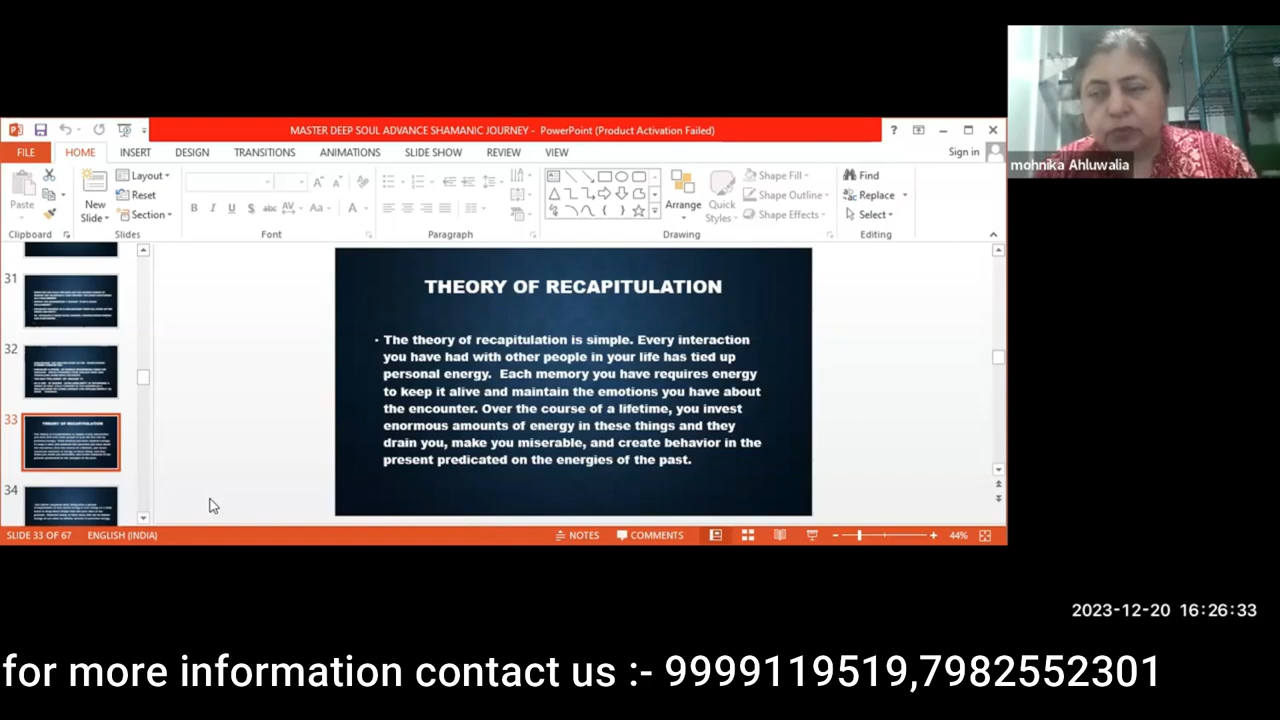 MASTER DEEP SOUL ADVANCE SHAMANIC JOURNEY - PowerPoint (Product Activation Failed)
mohnika Ahluwalia
FILE HOME INSERT DESIGN TRANSITIONS ANIMATIONS SLIDE SHOW REVIEW VIEW Sign in
Paste
New
Slide
Layout
Reset
Section
B I U S abc AV Aa A
Arrange
Quick
Styles
Shape Fill
Shape Outline
Shape Effects
Find
Replace
Select
Clipboard Slides Font Paragraph Drawing Editing
31
32
33
34
THEORY OF RECAPITULATION
• The theory of recapitulation is simple. Every interaction
you have had with other people in your life has tied up
personal energy. Each memory you have requires energy
to keep it alive and maintain the emotions you have about
the encounter. Over the course of a lifetime, you invest
enormous amounts of energy in these things and they
drain you, make you miserable, and create behavior in the
present predicated on the energies of the past.
SLIDE 33 OF 67 ENGLISH (INDIA) NOTES COMMENTS 44%
2023-12-20 16:26:33
for more information contact us :- 9999119519,7982552301